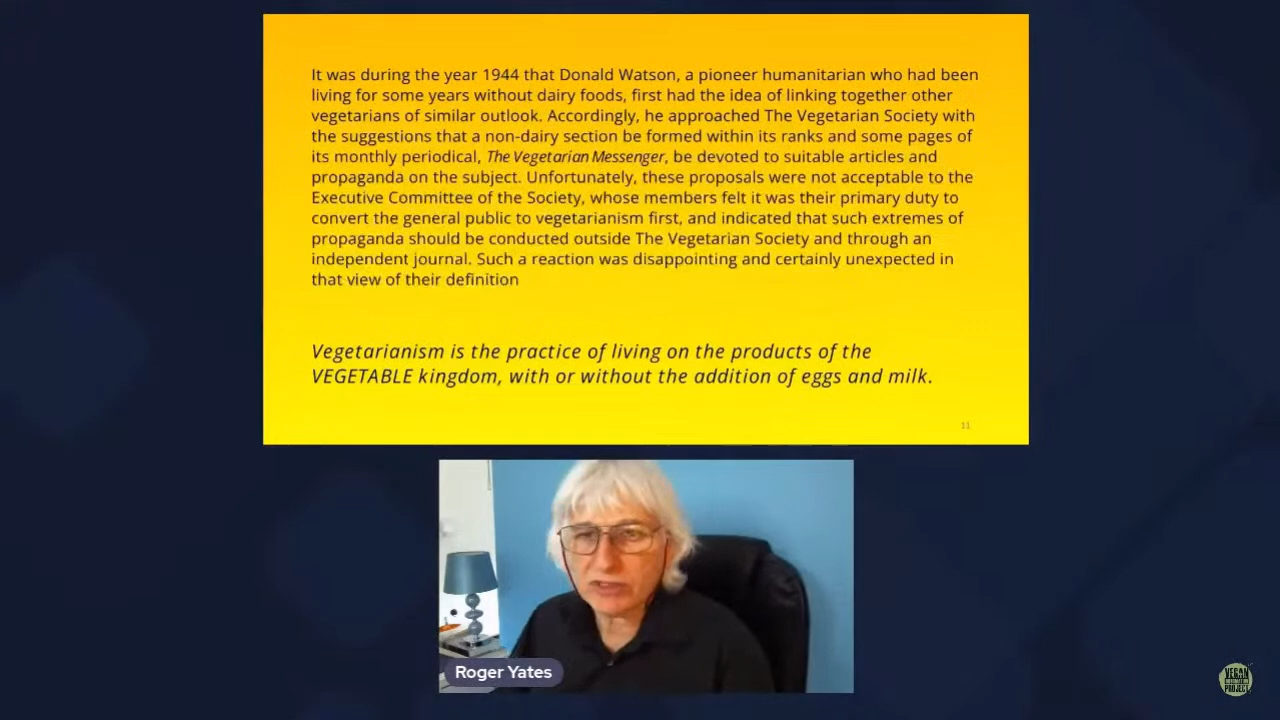 It was during the year 1944 that Donald Watson, a pioneer humanitarian who had been
living for some years without dairy foods, first had the idea of linking together other
vegetarians of similar outlook. Accordingly, he approached The Vegetarian Society with
the suggestions that a non-dairy section be formed within its ranks and some pages of
its monthly periodical, The Vegetarian Messenger, be devoted to suitable articles and
propaganda on the subject. Unfortunately, these proposals were not acceptable to the
Executive Committee of the Society, whose members felt it was their primary duty to
convert the general public to vegetarianism first, and indicated that such extremes of
propaganda should be conducted outside The Vegetarian Society and through an
independent journal. Such a reaction was disappointing and certainly unexpected in
that view of their definition
Vegetarianism is the practice of living on the products of the
VEGETABLE kingdom, with or without the addition of eggs and milk.
11
Roger Yates
VEGAN
INFORMATION
PROJECT